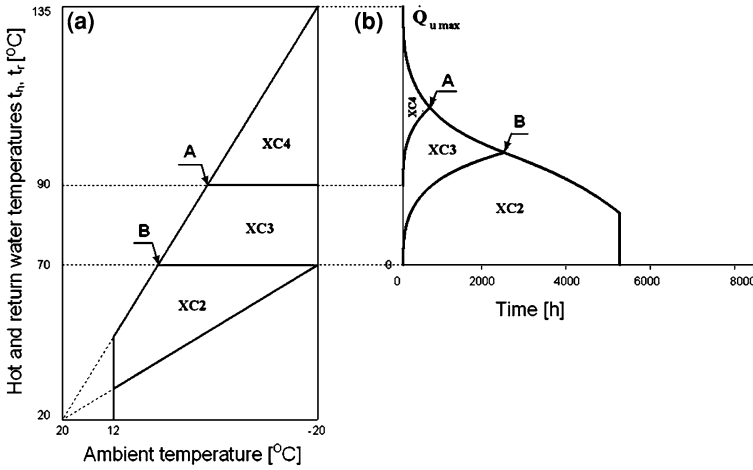 Hot and return water temperatures tₕ, tᵣ [°C]
(a)
135
90
70
20
A
B
XC4
XC3
XC2
20 12 -20
Ambient temperature [°C]
(b)
Q̇u max
A
B
XC4
XC3
XC2
0
0 2000 4000 6000 8000
Time [h]